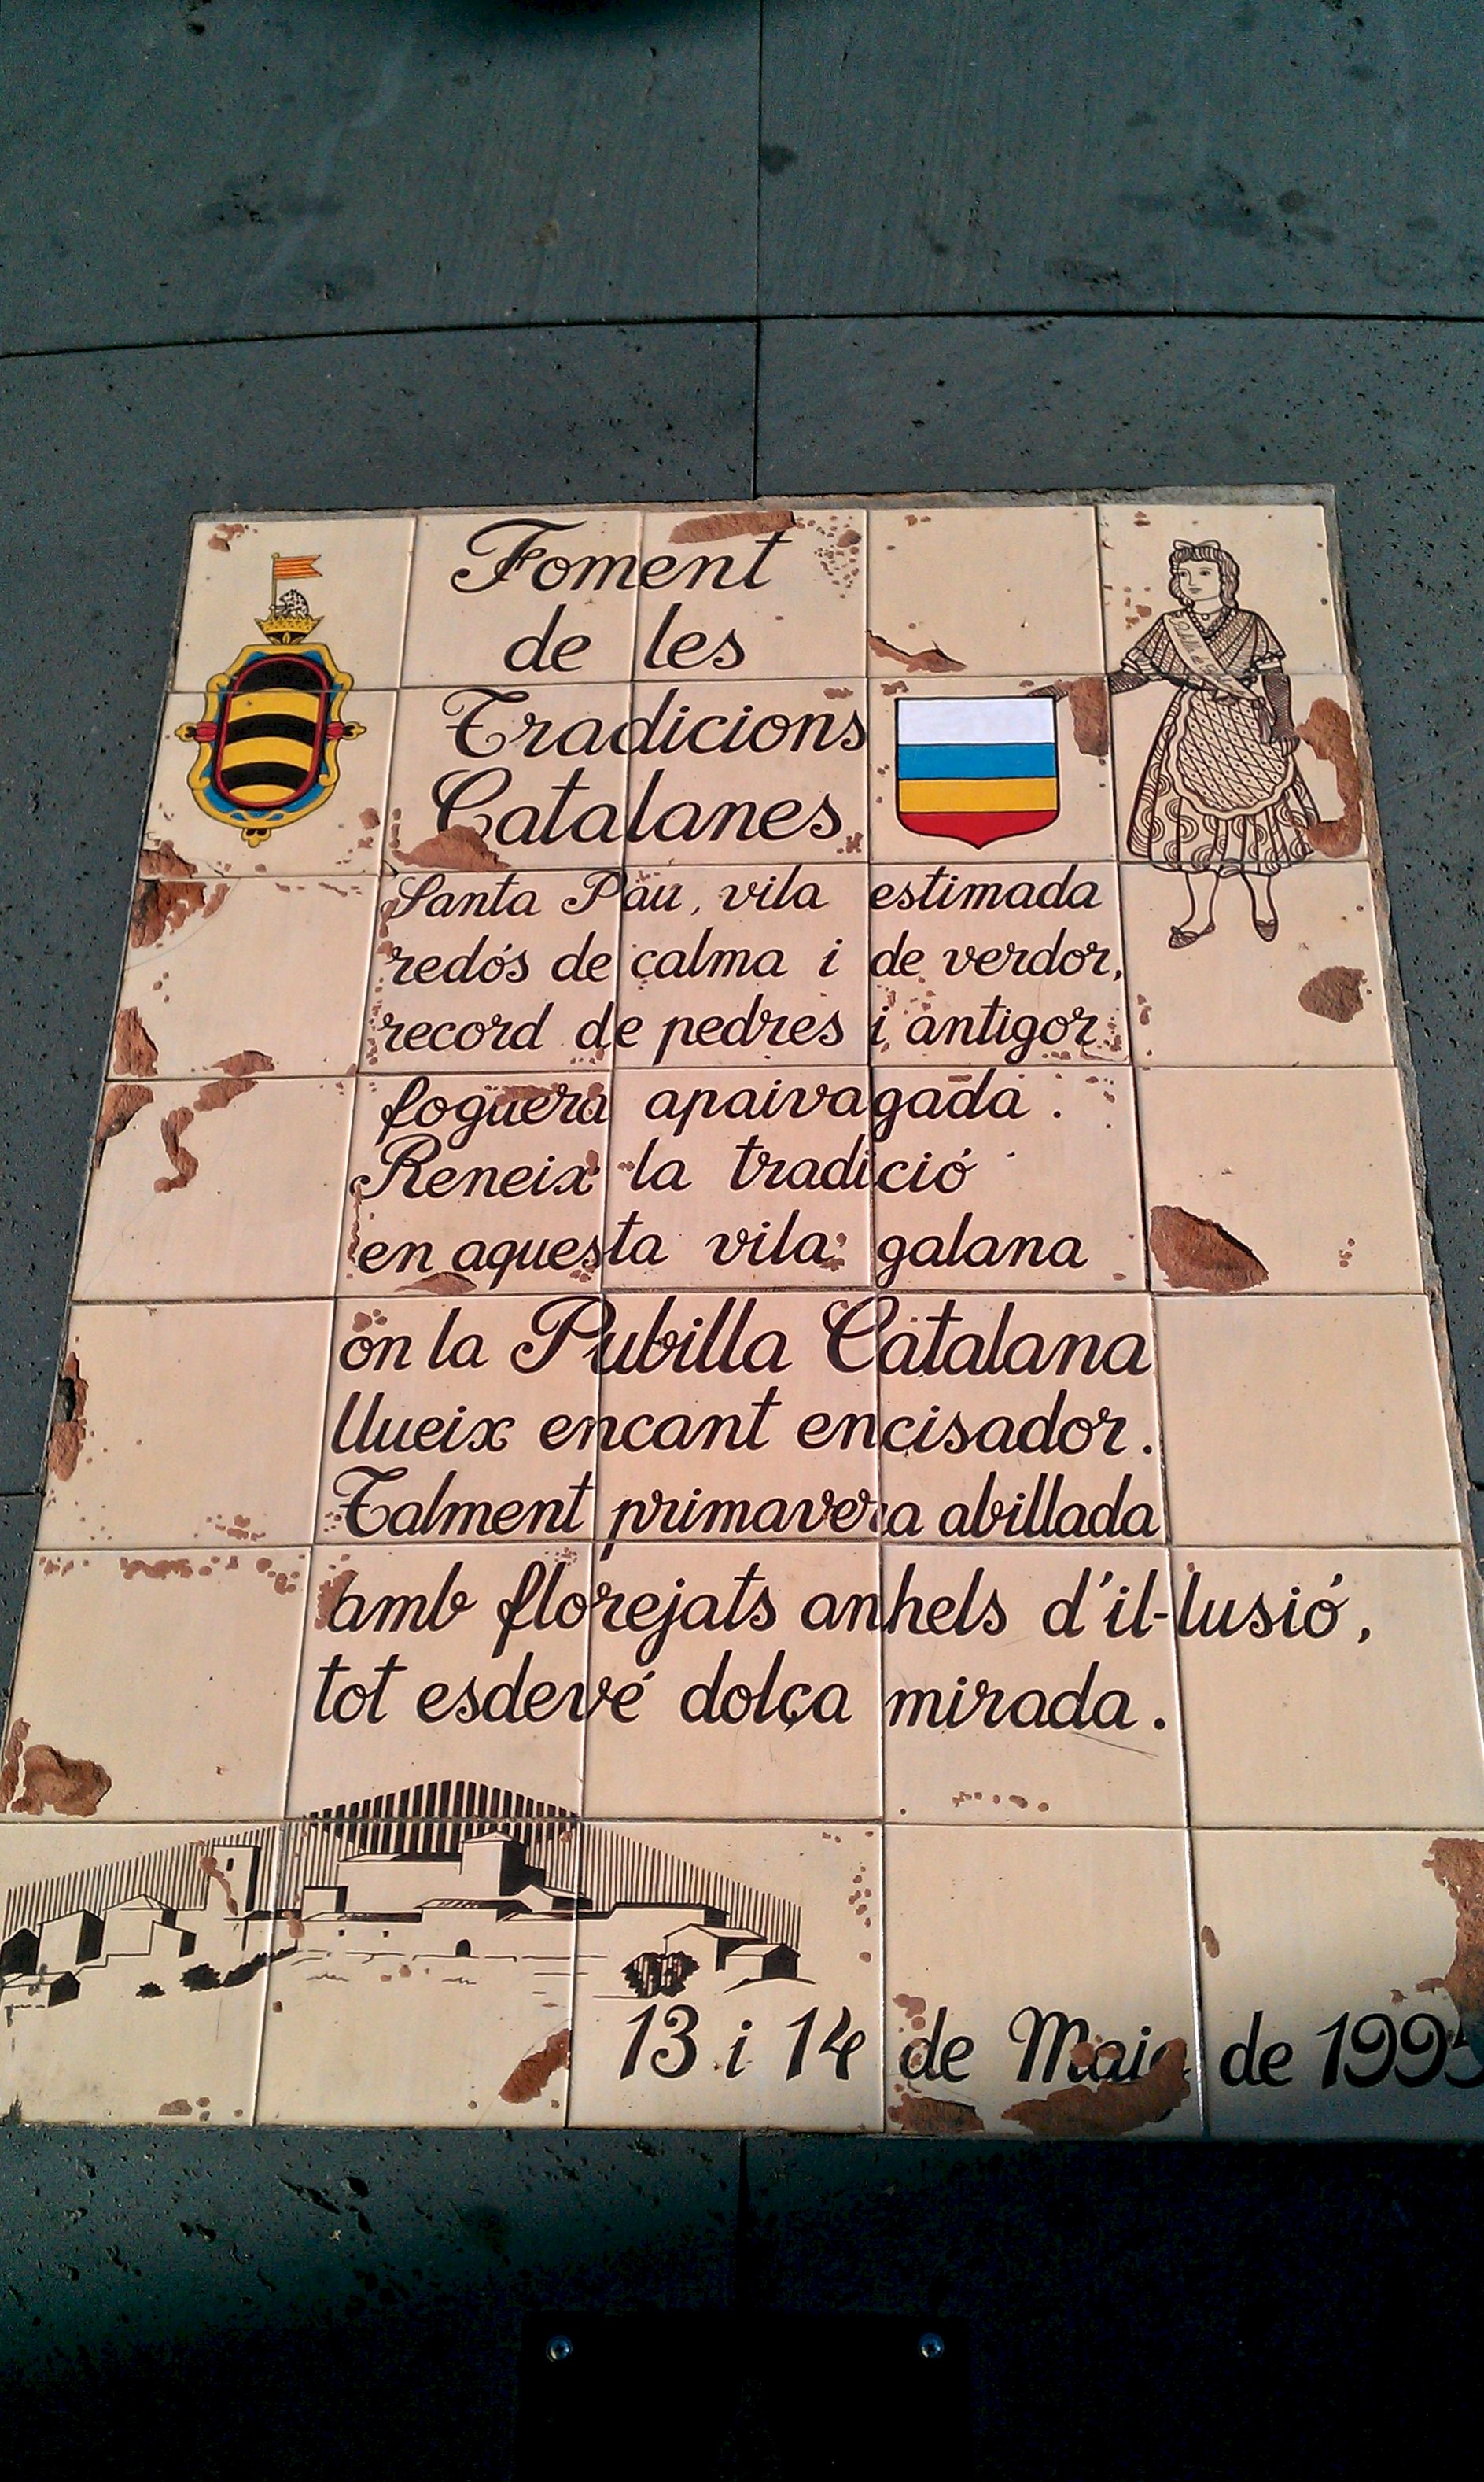 Foment
de les
Tradicions
Catalanes
Santa Pau, vila estimada
redós de calma i de verdor,
record de pedres i antigor
foguera apaivagada.
Reneix la tradició
en aquesta vila galana
on la Pubilla Catalana
llueix encant encisador.
Talment primavera abillada
amb florejats anhels d'il-lusió,
tot esdevé dolça mirada.
13 i 14 de Maig de 1995